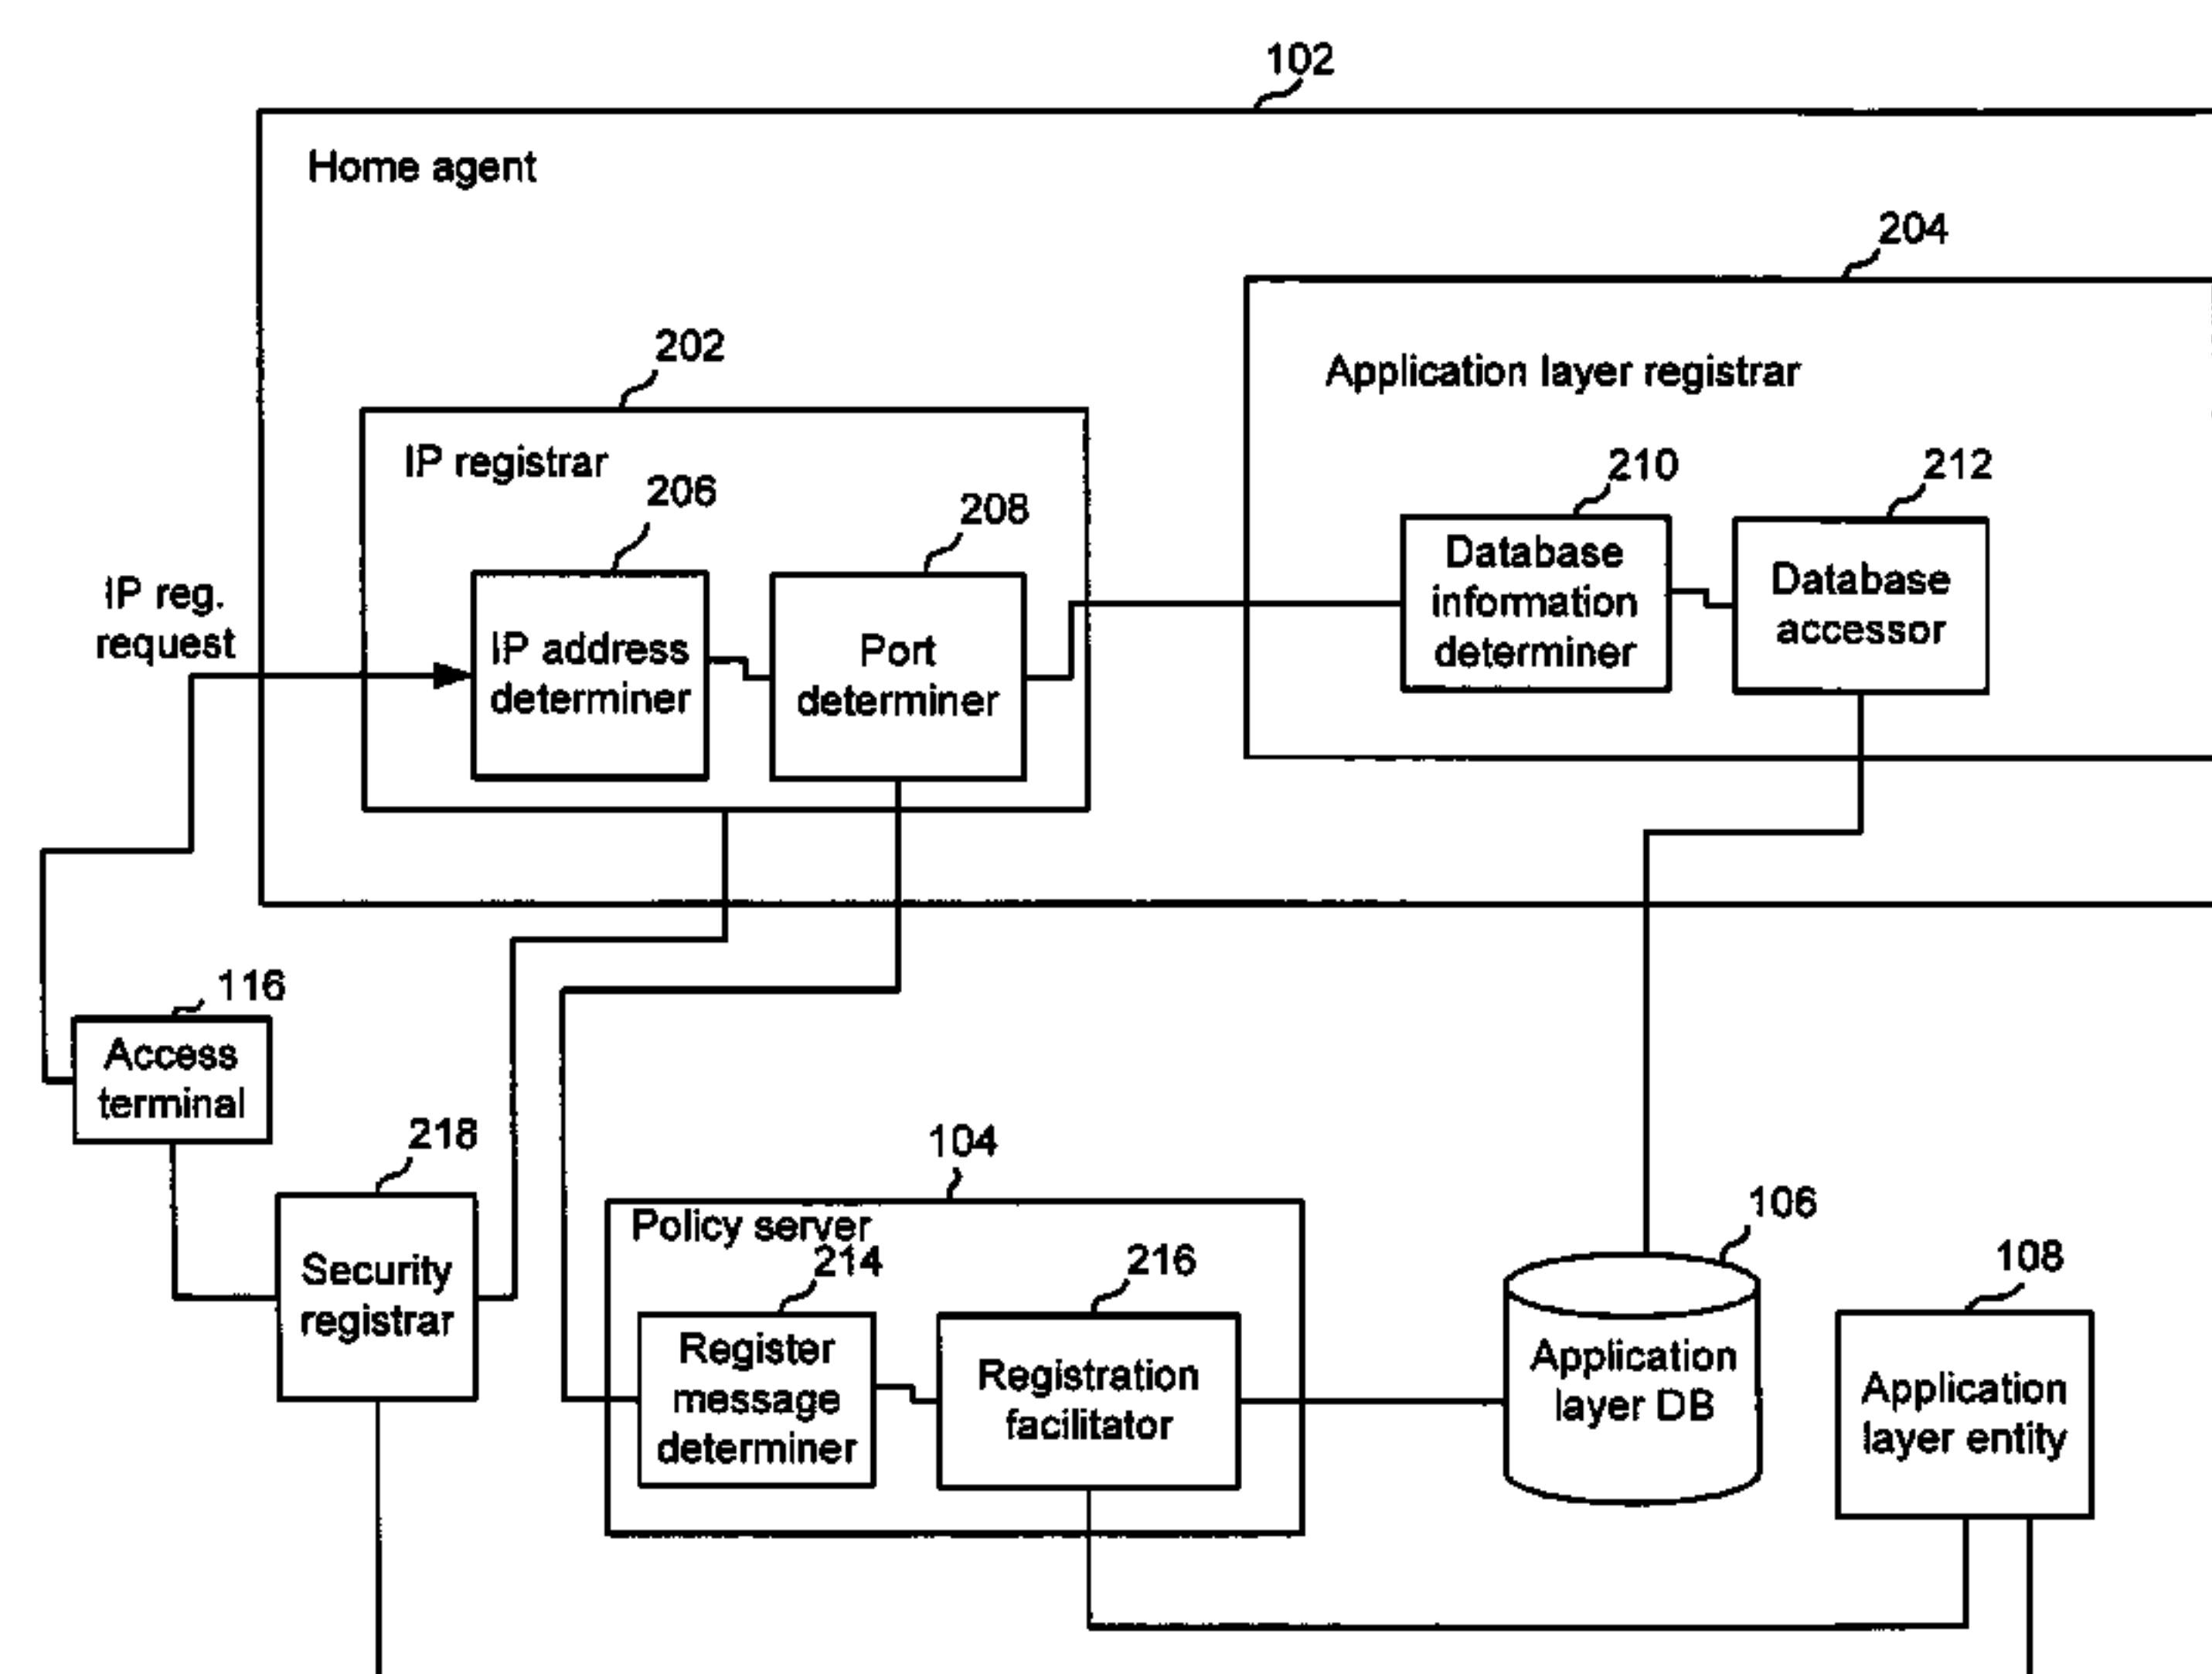 102
Home agent
204
202
Application layer registrar
IP registrar
210
212
206
208
Database
information
determiner
Database
accessor
IP reg.
request
IP address
determiner
Port
determiner
116
Access
terminal
218
104
Security
registrar
Policy server
214
216
106
108
Register
message
determiner
Registration
facilitator
Application
layer DB
Application
layer entity